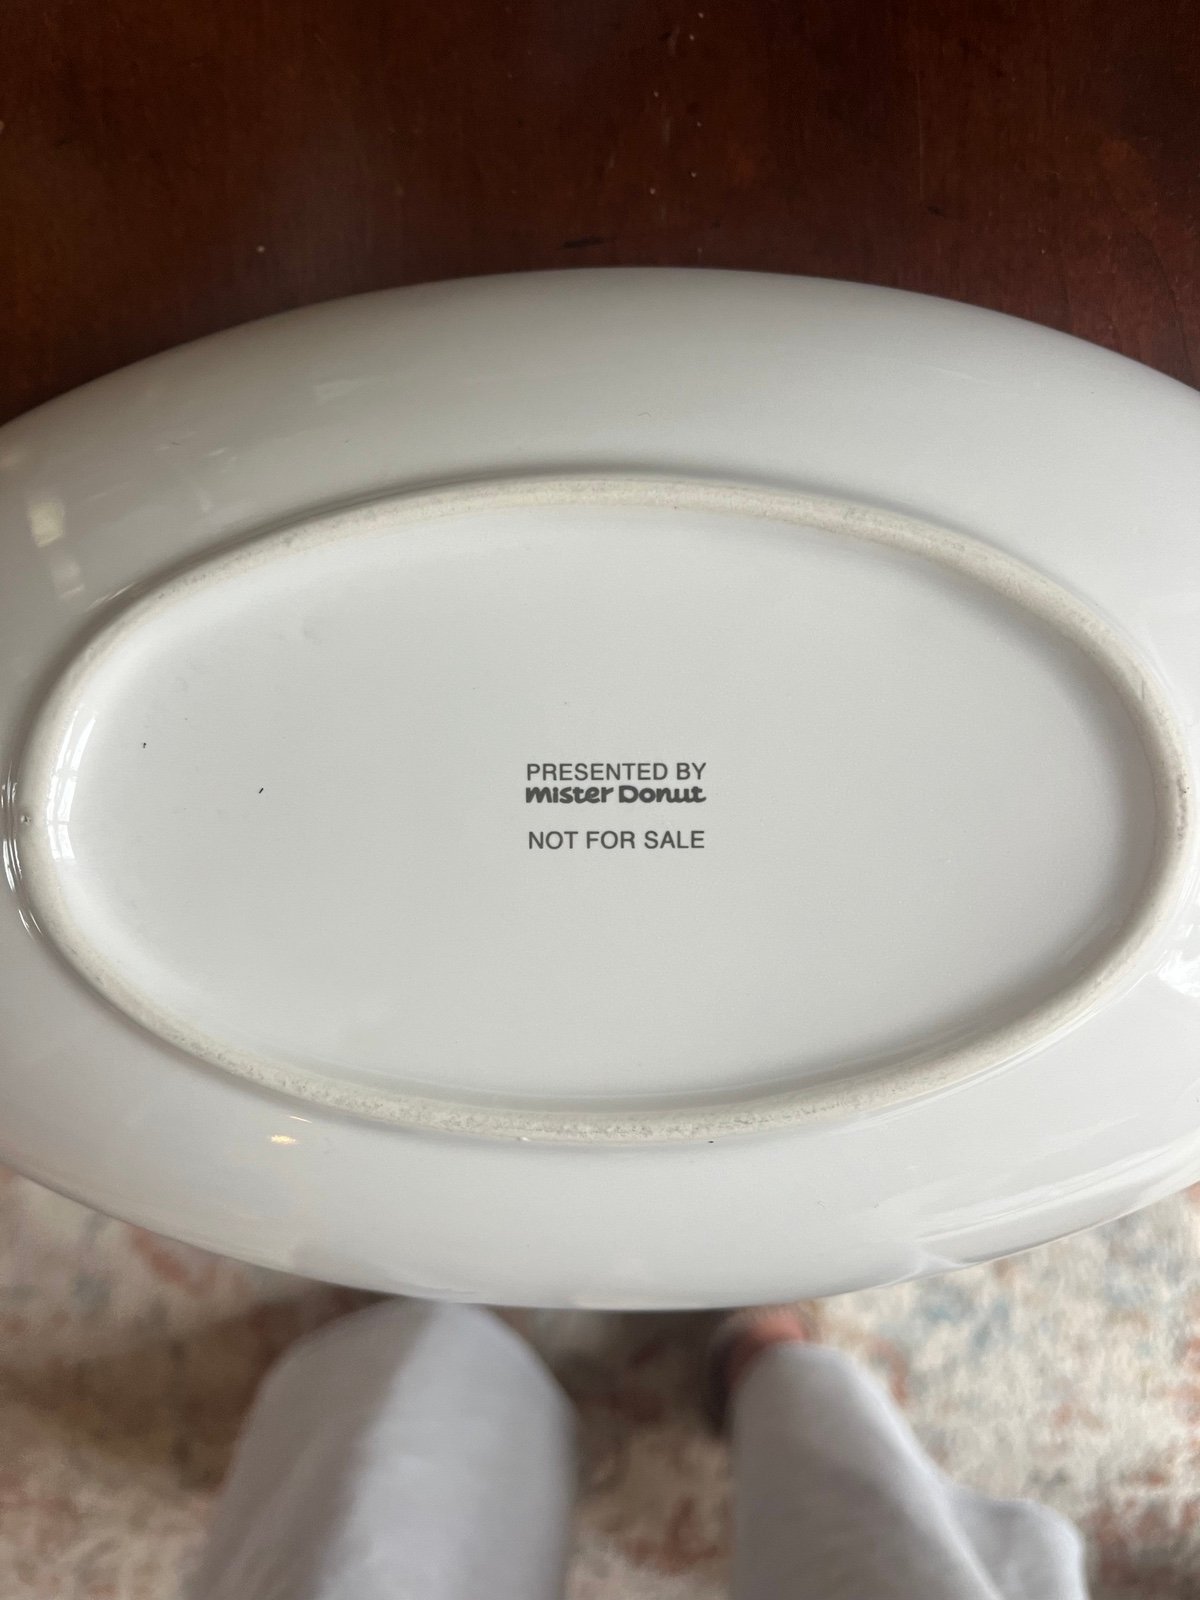 PRESENTED BY
mister Donut
NOT FOR SALE